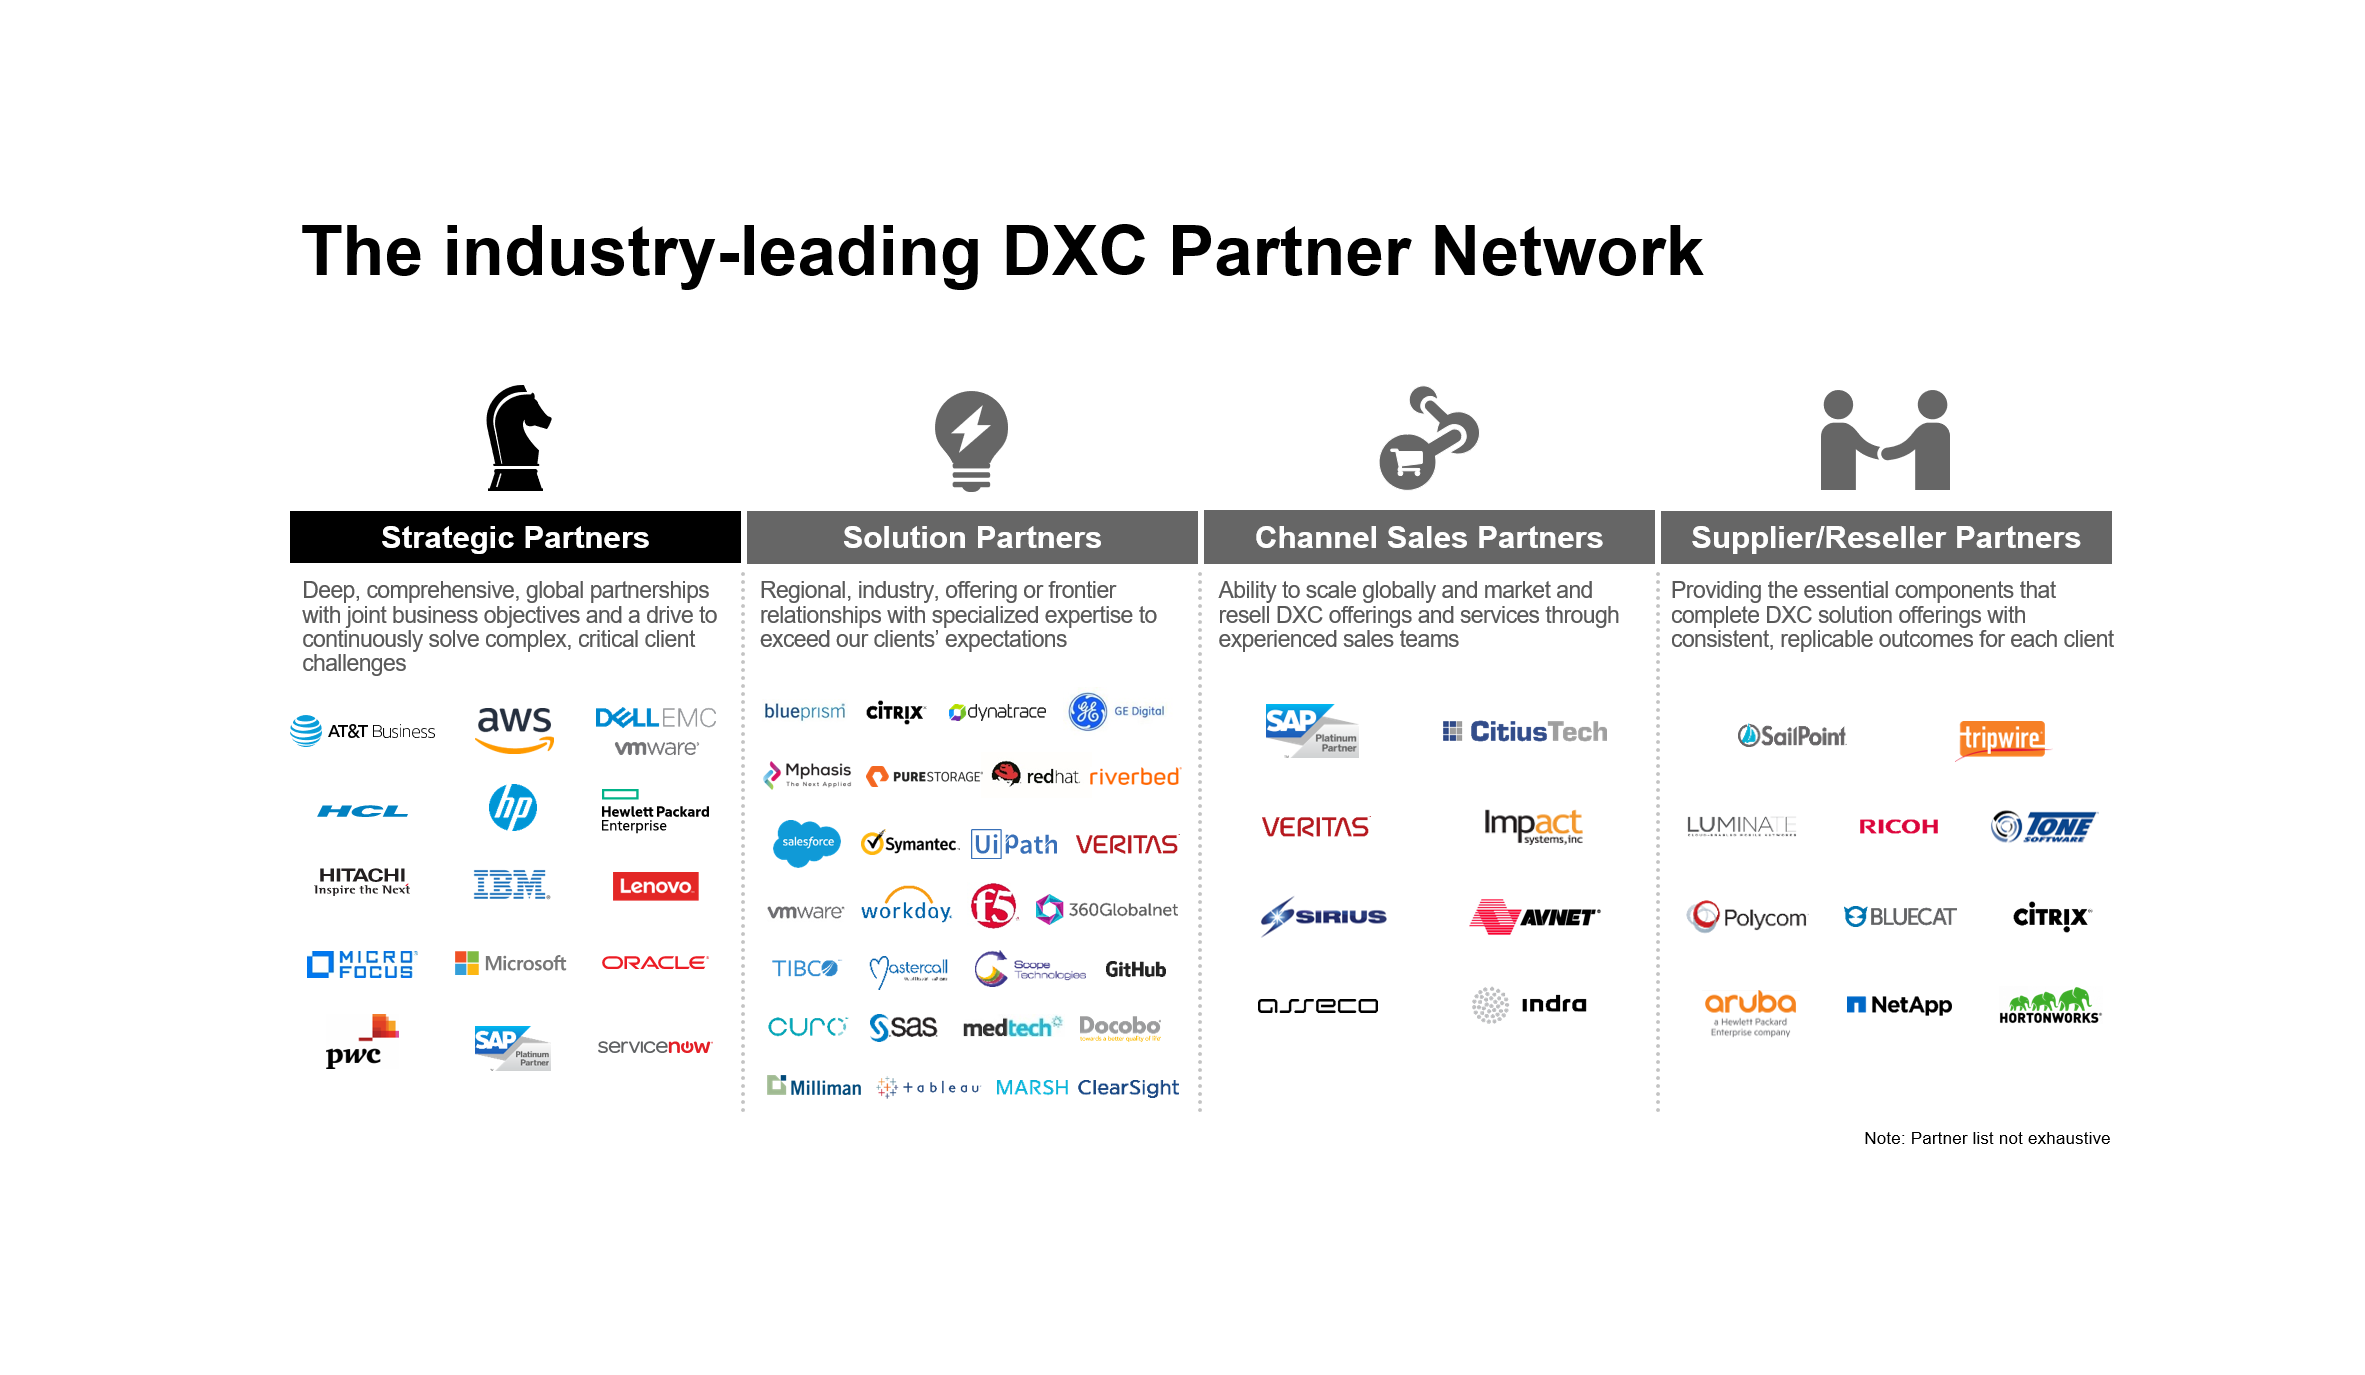 The industry-leading DXC Partner Network
Strategic Partners
Deep, comprehensive, global partnerships
with joint business objectives and a drive to
continuously solve complex, critical client
challenges
AT&T Business
aws
DELLEMC
vmware
HCL
hp
Hewlett Packard
Enterprise
HITACHI
Inspire the Next
IBM
Lenovo
MICRO
FOCUS
Microsoft
ORACLE
pwc
SAP
Platinum
Partner
servicenow
Solution Partners
Regional, industry, offering or frontier
relationships with specialized expertise to
exceed our clients’ expectations
blueprism
CITRIX
dynatrace
GE Digital
Mphasis
The Next Applied
PURESTORAGE
redhat
riverbed
salesforce
Symantec.
UiPath
VERITAS
vmware
workday.
f5
360Globalnet
TIBCO
Mastercall
Scope
Technologies
GitHub
CURO
sas
medtech
Docobo
towards a better quality of life
Milliman
+ableau
MARSH
ClearSight
Channel Sales Partners
Ability to scale globally and market and
resell DXC offerings and services through
experienced sales teams
SAP
Platinum
Partner
CitiusTech
VERITAS
Impact
systems,inc
SIRIUS
AVNET
asseco
indra
Supplier/Reseller Partners
Providing the essential components that
complete DXC solution offerings with
consistent, replicable outcomes for each client
SailPoint
tripwire
LUMINATE
RICOH
TONE
SOFTWARE
Polycom
BLUECAT
CITRIX
aruba
a Hewlett Packard
Enterprise company
NetApp
HORTONWORKS
Note: Partner list not exhaustive